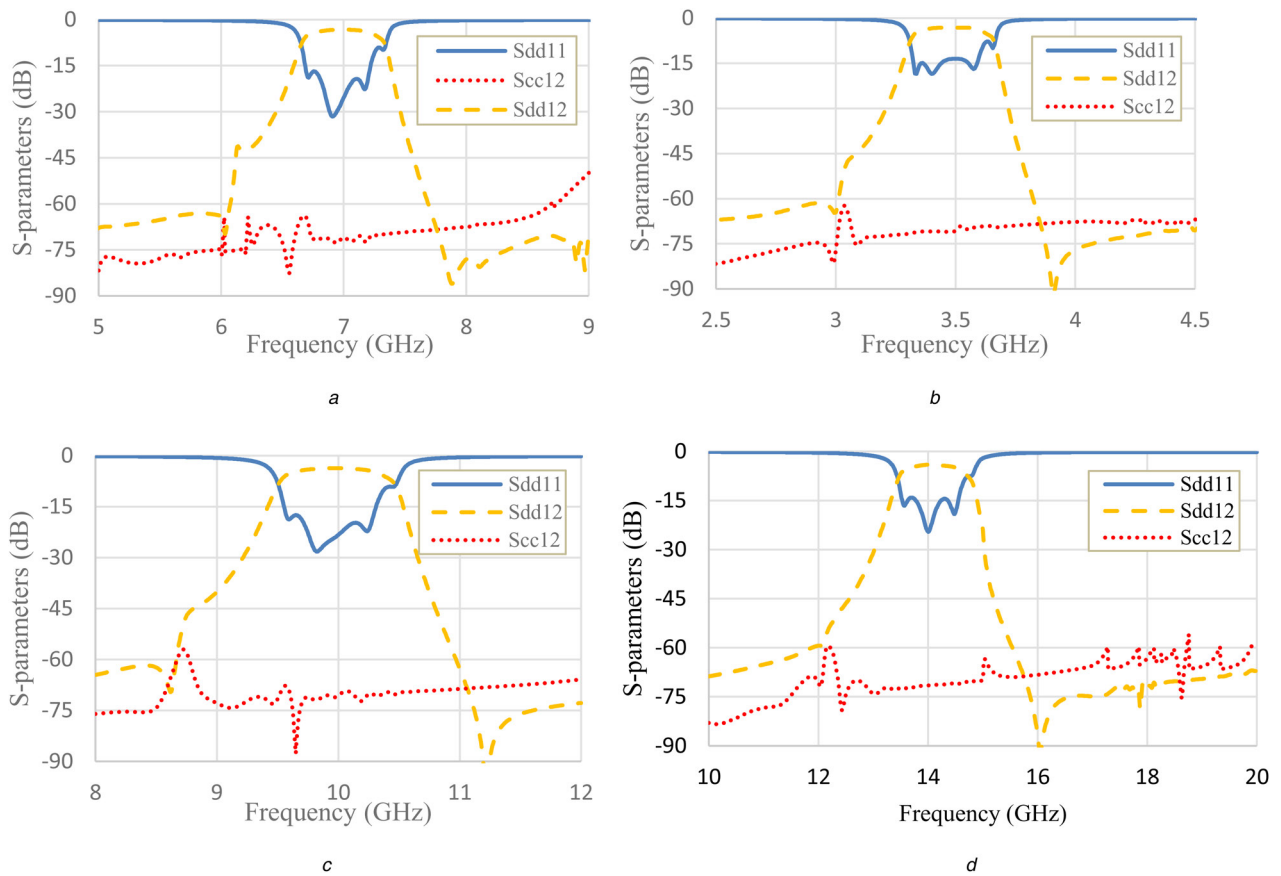 S-parameters (dB)
0
-15
-30
-45
-60
-75
-90
Sdd11
Scc12
Sdd12
5 6 7 8 9
Frequency (GHz)
a
S-parameters (dB)
0
-15
-30
-45
-60
-75
-90
Sdd11
Sdd12
Scc12
2.5 3 3.5 4 4.5
Frequency (GHz)
b
S-parameters (dB)
0
-15
-30
-45
-60
-75
-90
Sdd11
Sdd12
Scc12
8 9 10 11 12
Frequency (GHz)
c
S-parameters (dB)
0
-15
-30
-45
-60
-75
-90
Sdd11
Sdd12
Scc12
10 12 14 16 18 20
Frequency (GHz)
d